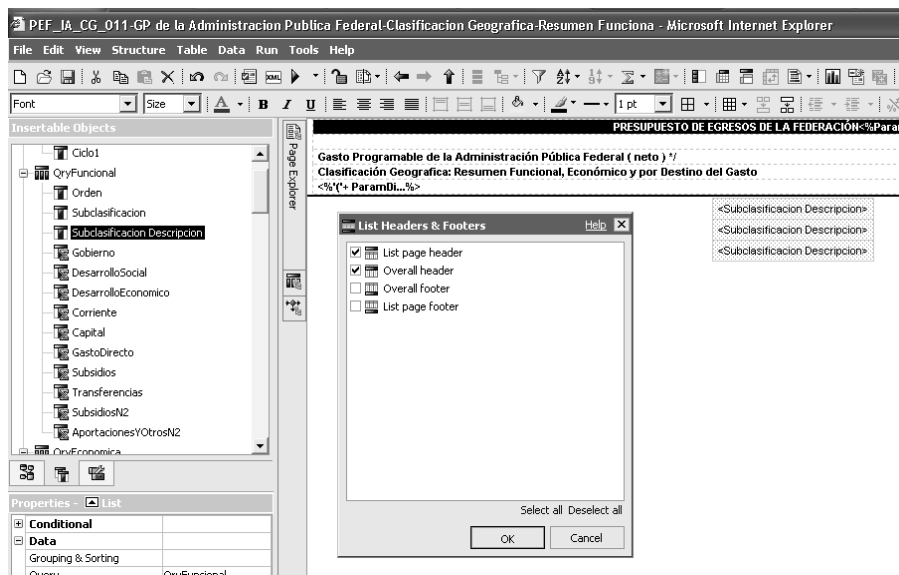 PEF_IA_CG_011-GP de la Administracion Publica Federal-Clasificacion Geografica-Resumen Funciona - Microsoft Internet Explorer
File Edit View Structure Table Data Run Tools Help
Font Size A B I U 1 pt
Insertable Objects
Ciclo1
QryFuncional
Orden
Subclasificacion
Subclasificacion Descripcion
Gobierno
DesarrolloSocial
DesarrolloEconomico
Corriente
Capital
GastoDirecto
Subsidios
Transferencias
SubsidiosN2
AportacionesYOtrosN2
QryEconomica
Properties - List
Conditional
Data
Grouping & Sorting
Query QryFuncional
Page Explorer
PRESUPUESTO DE EGRESOS DE LA FEDERACIÓN<%Param
Gasto Programable de la Administración Pública Federal ( neto ) */
Clasificación Geografica: Resumen Funcional, Económico y por Destino del Gasto
<%'('+ ParamDi...%>
<Subclasificacion Descripcion>
<Subclasificacion Descripcion>
<Subclasificacion Descripcion>
List Headers & Footers Help
List page header
Overall header
Overall footer
List page footer
Select all Deselect all
OK Cancel